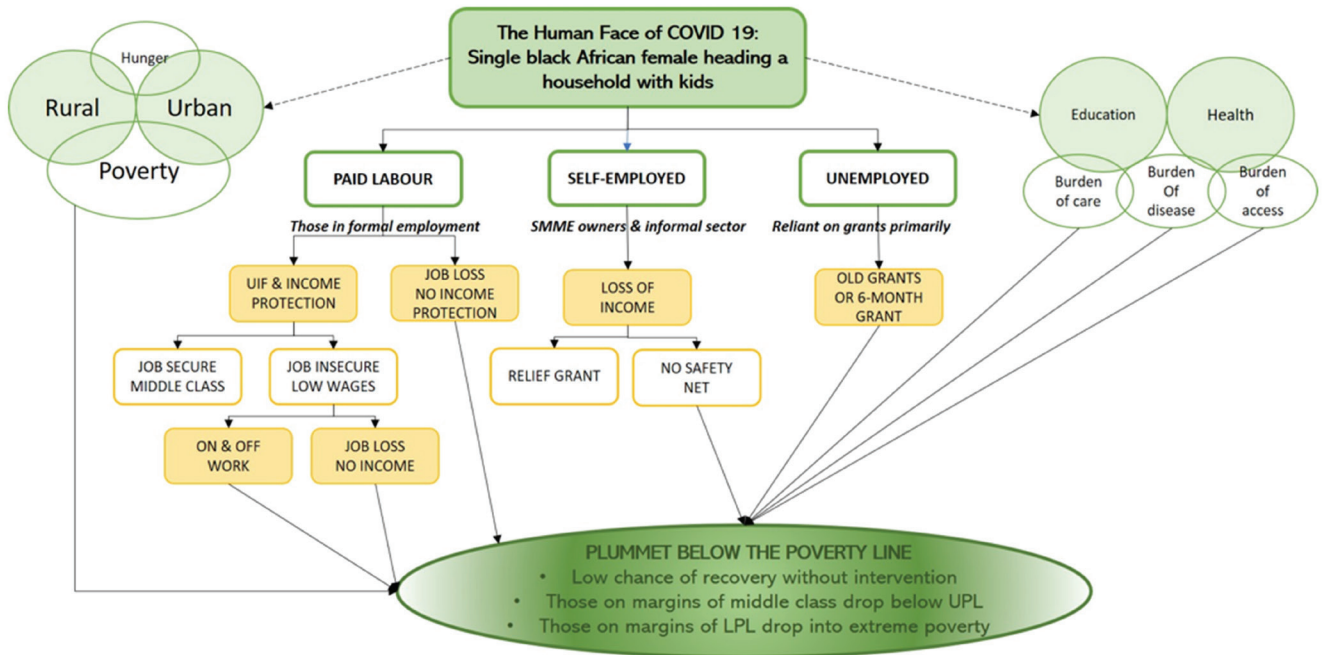 The Human Face of COVID 19:
Single black African female heading a
household with kids
Hunger
Rural
Urban
Poverty
Education
Health
Burden
of care
Burden
Of
disease
Burden
of
access
PAID LABOUR
SELF-EMPLOYED
UNEMPLOYED
Those in formal employment
SMME owners & informal sector
Reliant on grants primarily
UIF & INCOME
PROTECTION
JOB LOSS
NO INCOME
PROTECTION
LOSS OF
INCOME
OLD GRANTS
OR 6-MONTH
GRANT
JOB SECURE
MIDDLE CLASS
JOB INSECURE
LOW WAGES
RELIEF GRANT
NO SAFETY
NET
ON & OFF
WORK
JOB LOSS
NO INCOME
PLUMMET BELOW THE POVERTY LINE
• Low chance of recovery without intervention
• Those on margins of middle class drop below UPL
• Those on margins of LPL drop into extreme poverty